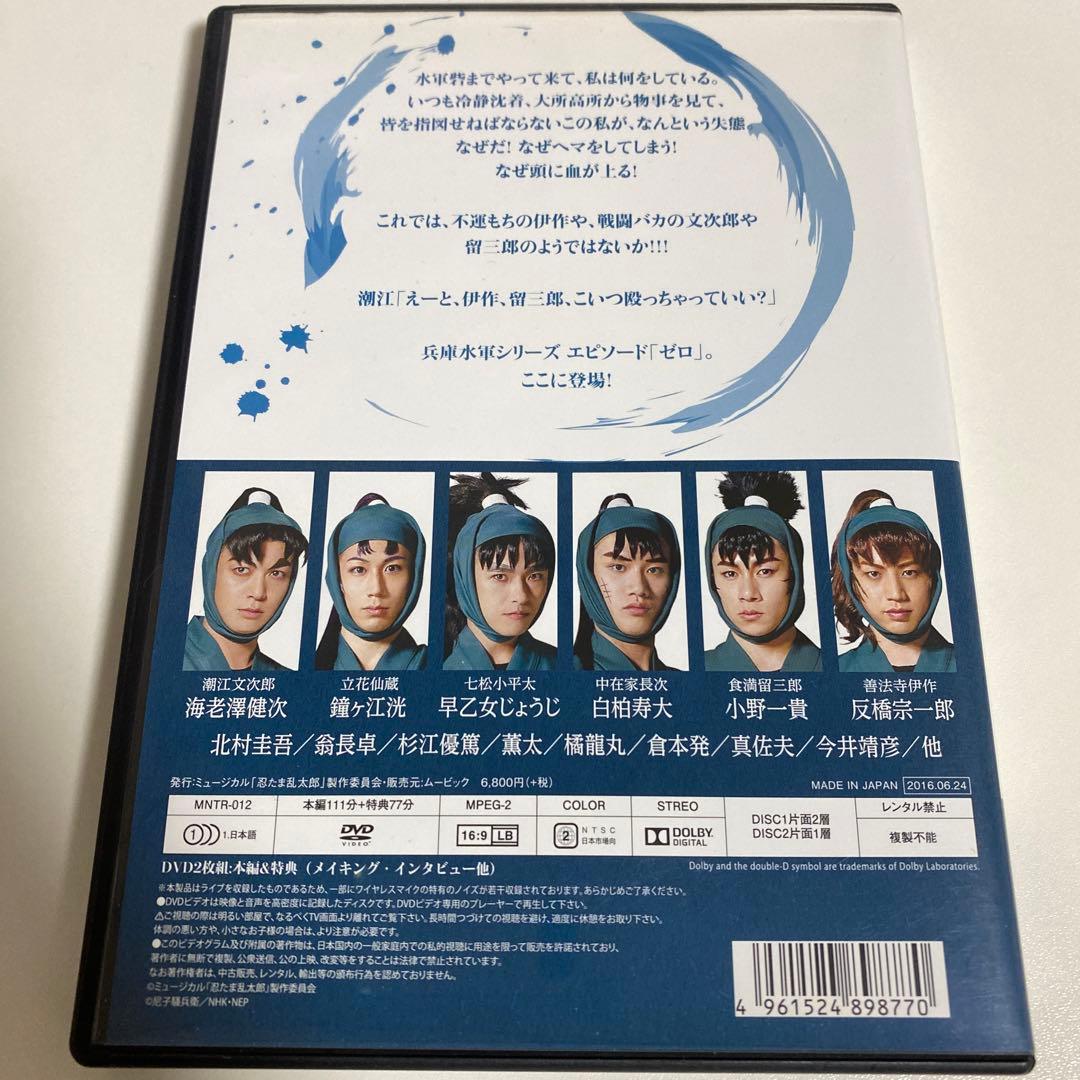 水軍砦までやって来て、私は何をしている。
いつも冷静沈着、大所高所から物事を見て、
皆を指図せねばならないこの私が、なんという失態。
なぜだ! なぜヘマをしてしまう!
なぜ頭に血が上る!
これでは、不運もちの伊作や、戦闘バカの文次郎や
留三郎のようではないか!!!
潮江「えーと、伊作、留三郎、こいつ殴っちゃっていい?」
兵庫水軍シリーズ エピソード「ゼロ」。
ここに登場!
潮江文次郎 立花仙蔵 七松小平太 中在家長次 食満留三郎 善法寺伊作
海老澤健次 鐘ヶ江洸 早乙女じょうじ 白柏寿大 小野一貴 反橋宗一郎
北村圭吾/翁長卓/杉江優篤/薫太/橘龍丸/倉本発/真佐夫/今井靖彦/他
発行:ミュージカル「忍たま乱太郎」製作委員会・販売元:ムービック 6,800円(+税) MADE IN JAPAN 2016.06.24
MNTR-012 本編111分+特典77分 MPEG-2 COLOR STREO DISC1片面2層 DISC2片面1層 レンタル禁止
1 1.日本語 DVD VIDEO 16:9 LB 2 NTSC 日本市場向 DOLBY DIGITAL 複製不能
DVD2枚組:本編&特典(メイキング・インタビュー他) Dolby and the double-D symbol are trademarks of Dolby Laboratories.
※本製品はライブを収録したものであるため、一部にワイヤレスマイクの特有のノイズが若干収録されております。あらかじめご了承ください。
●DVDビデオは映像と音声を高密度に記録したディスクです。DVDビデオ専用のプレーヤーで再生して下さい。
⚠ご視聴の際は明るい部屋で、なるべくTV画面より離れてご覧下さい。長時間つづけての視聴を避け、適度に休憩をお取り下さい。
体調の悪い方や、小さなお子様の場合は、より注意が必要です。
●このビデオグラム及び附属の著作物は、日本国内の一般家庭内での私的視聴に用途を限って販売を許諾されており、
著作者に無断で複製、公衆送信、公の上映、改変等をすることは法律で禁止されています。
なお著作権者は、中古販売、レンタル、輸出等の頒布行為を認めておりません。
©ミュージカル「忍たま乱太郎」製作委員会
©尼子騒兵衛/NHK・NEP
4 961524 898770